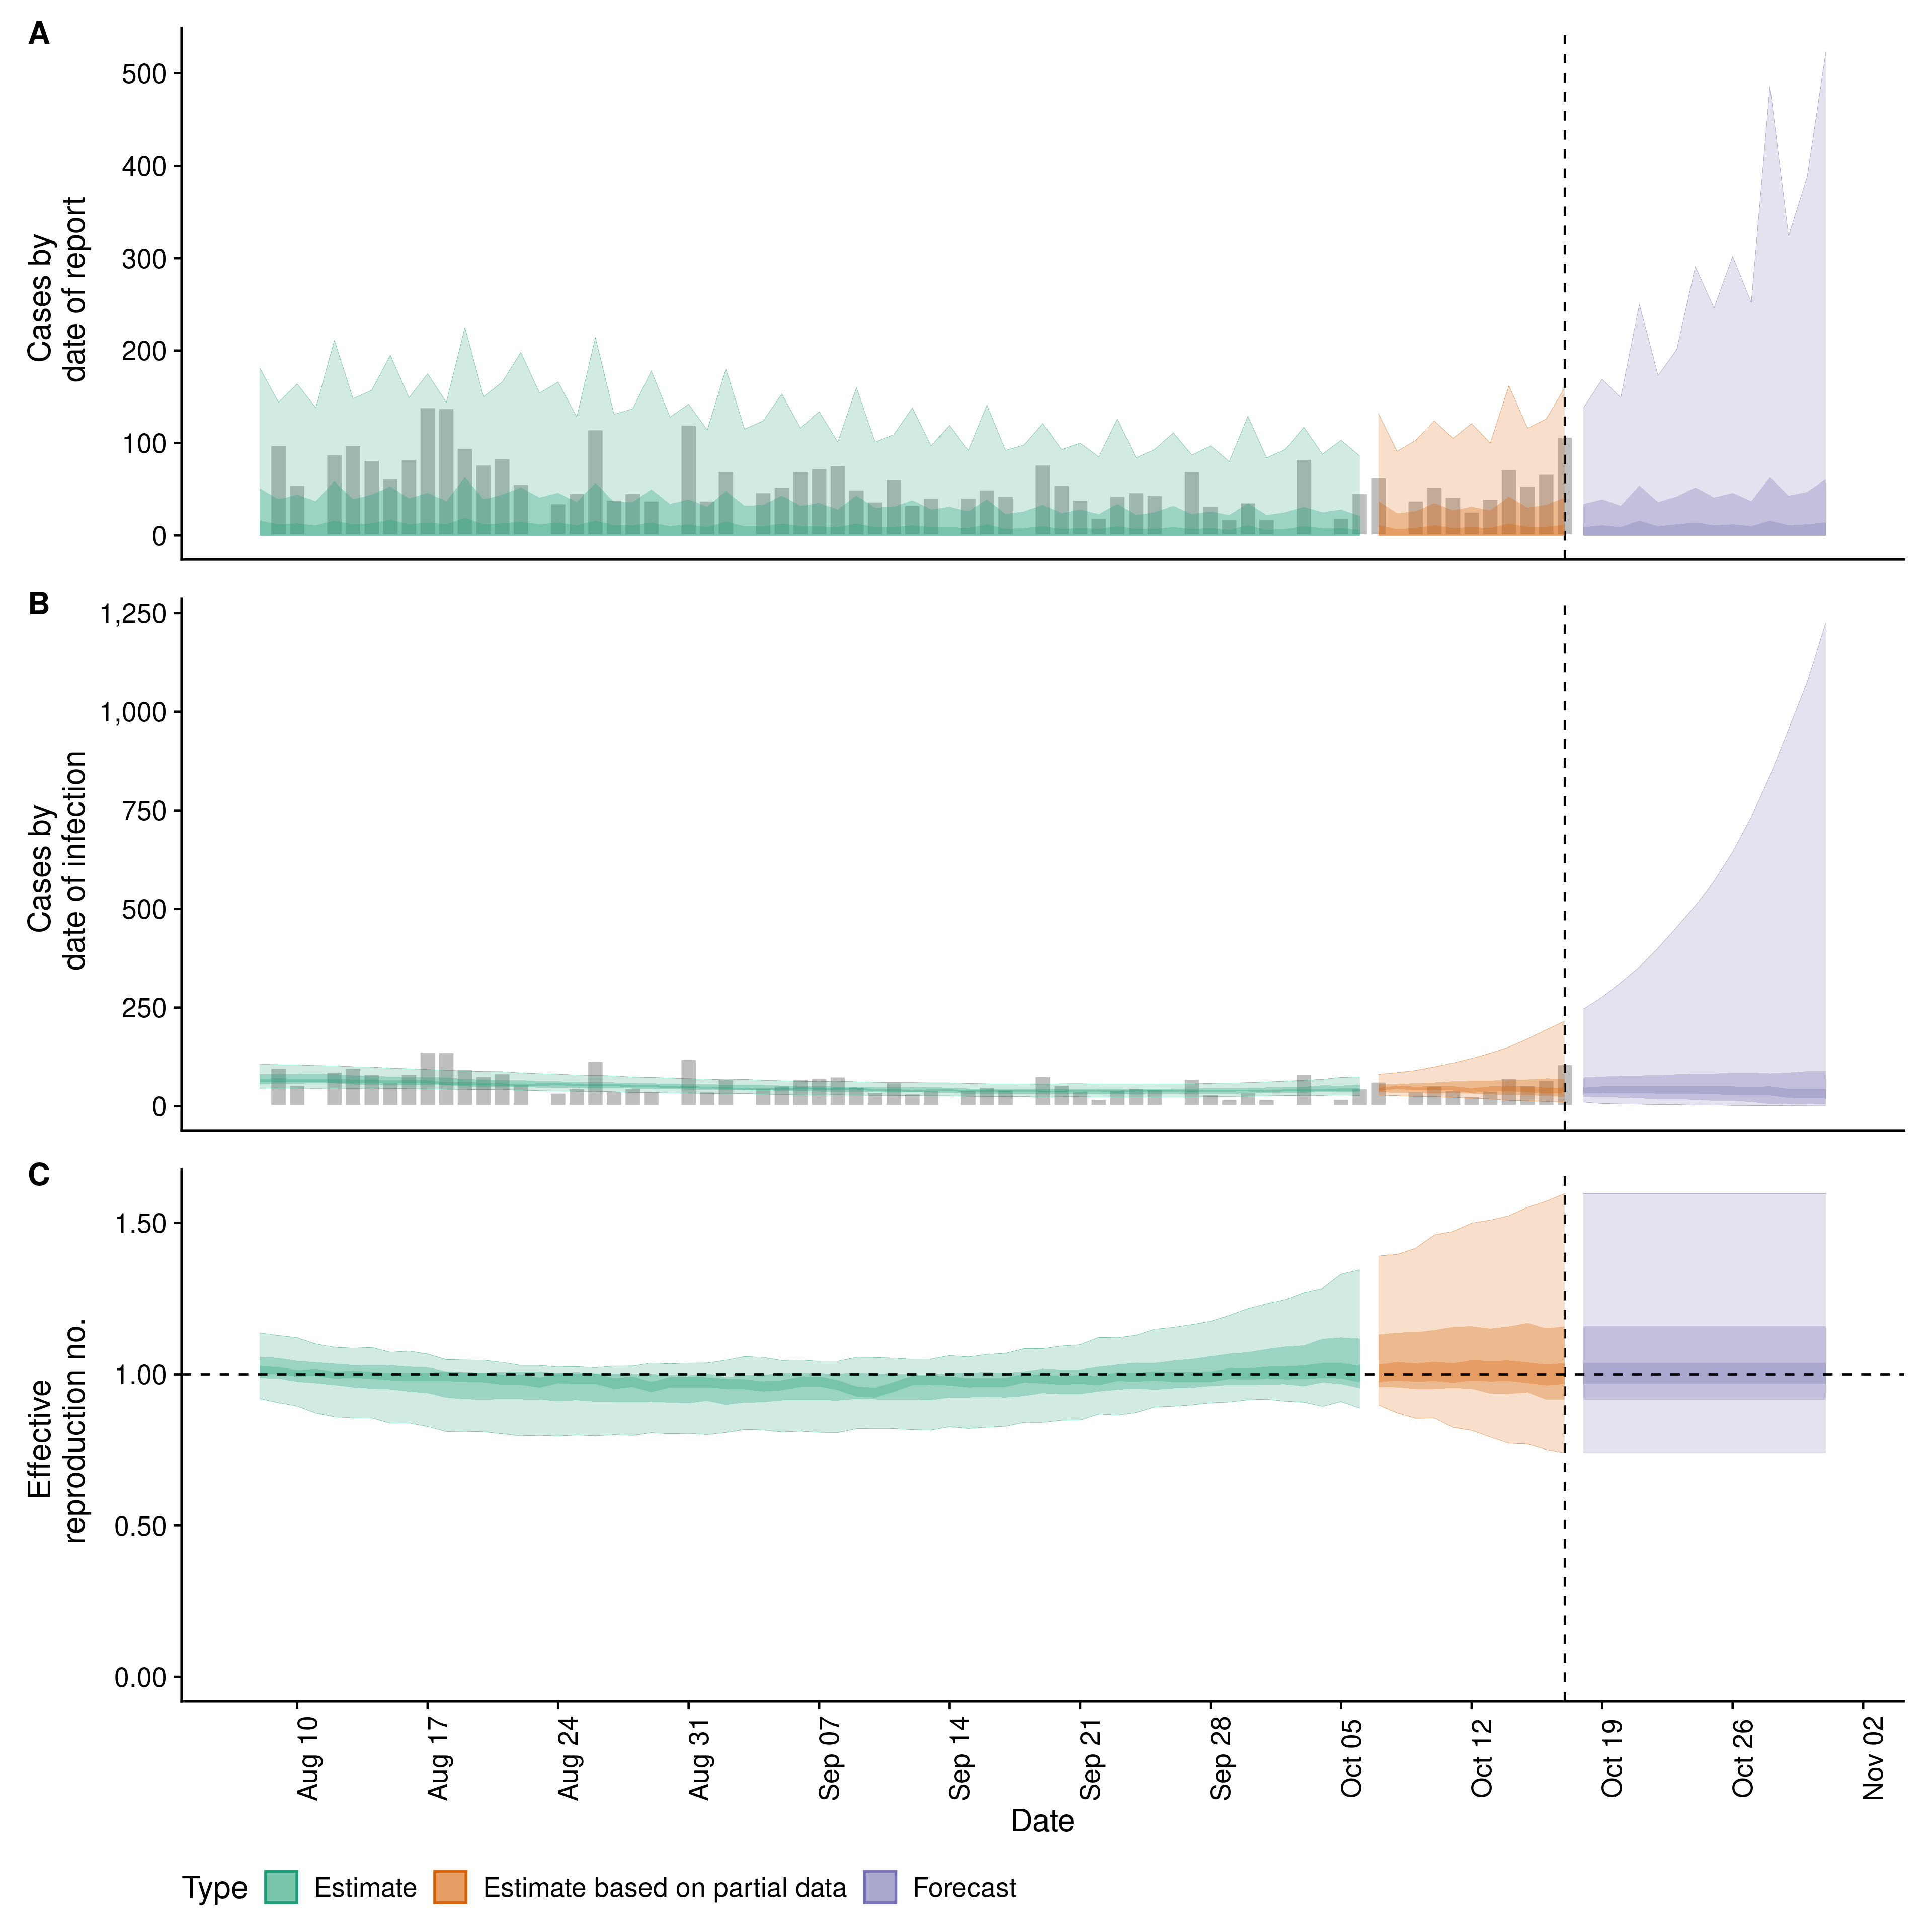 A
Cases by
date of report
500
400
300
200
100
0
B
Cases by
date of infection
1,250
1,000
750
500
250
0
C
Effective
reproduction no.
1.50
1.00
0.50
0.00
Aug 10
Aug 17
Aug 24
Aug 31
Sep 07
Sep 14
Sep 21
Sep 28
Oct 05
Oct 12
Oct 19
Oct 26
Nov 02
Date
Type Estimate Estimate based on partial data Forecast